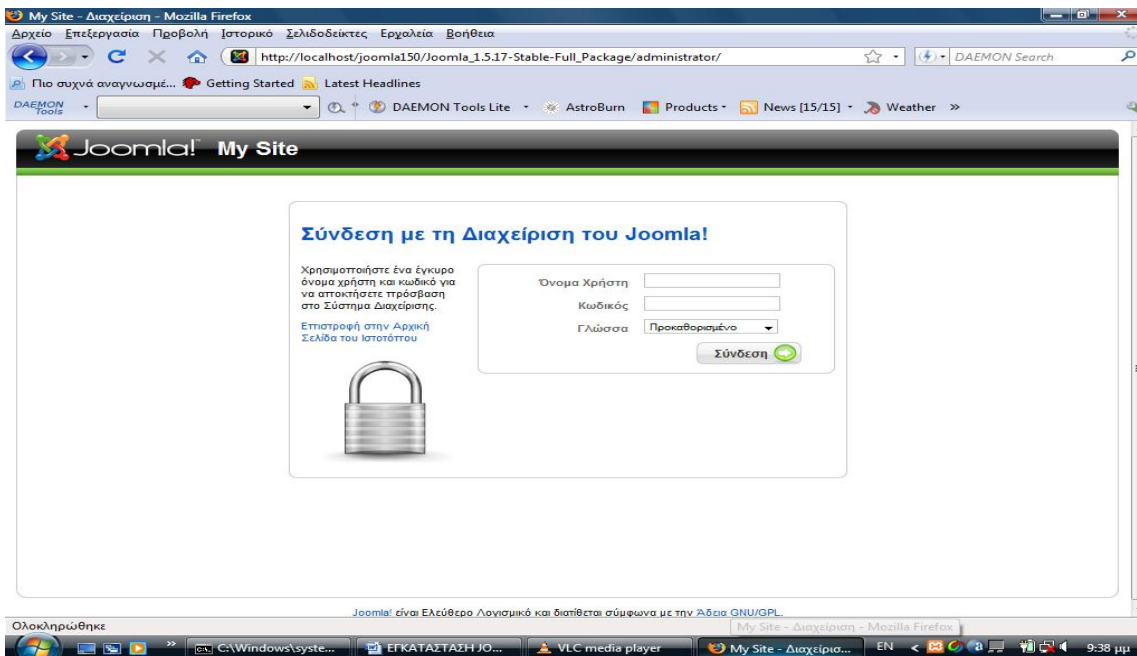 My Site - Διαχείριση - Mozilla Firefox
Αρχείο Επεξεργασία Προβολή Ιστορικό Σελιδοδείκτες Εργαλεία Βοήθεια
http://localhost/joomla150/Joomla_1.5.17-Stable-Full_Package/administrator/ DAEMON Search
Πιο συχνά αναγνωσμέ... Getting Started Latest Headlines
DAEMON Tools DAEMON Tools Lite AstroBurn Products News [15/15] Weather »
Joomla!™ My Site
Σύνδεση με τη Διαχείριση του Joomla!
Χρησιμοποιήστε ένα έγκυρο
όνομα χρήστη και κωδικό για
να αποκτήσετε πρόσβαση
στο Σύστημα Διαχείρισης.
Επιστροφή στην Αρχική
Σελίδα του Ιστοτόπου
Όνομα Χρήστη
Κωδικός
Γλώσσα Προκαθορισμένο
Σύνδεση
Joomla! είναι Ελεύθερο Λογισμικό και διατίθεται σύμφωνα με την Άδεια GNU/GPL.
Ολοκληρώθηκε
My Site - Διαχείριση - Mozilla Firefox
» C:\Windows\syste... ΕΓΚΑΤΑΣΤΑΣΗ JO... VLC media player My Site - Διαχείρισ... EN 9:38 μμ